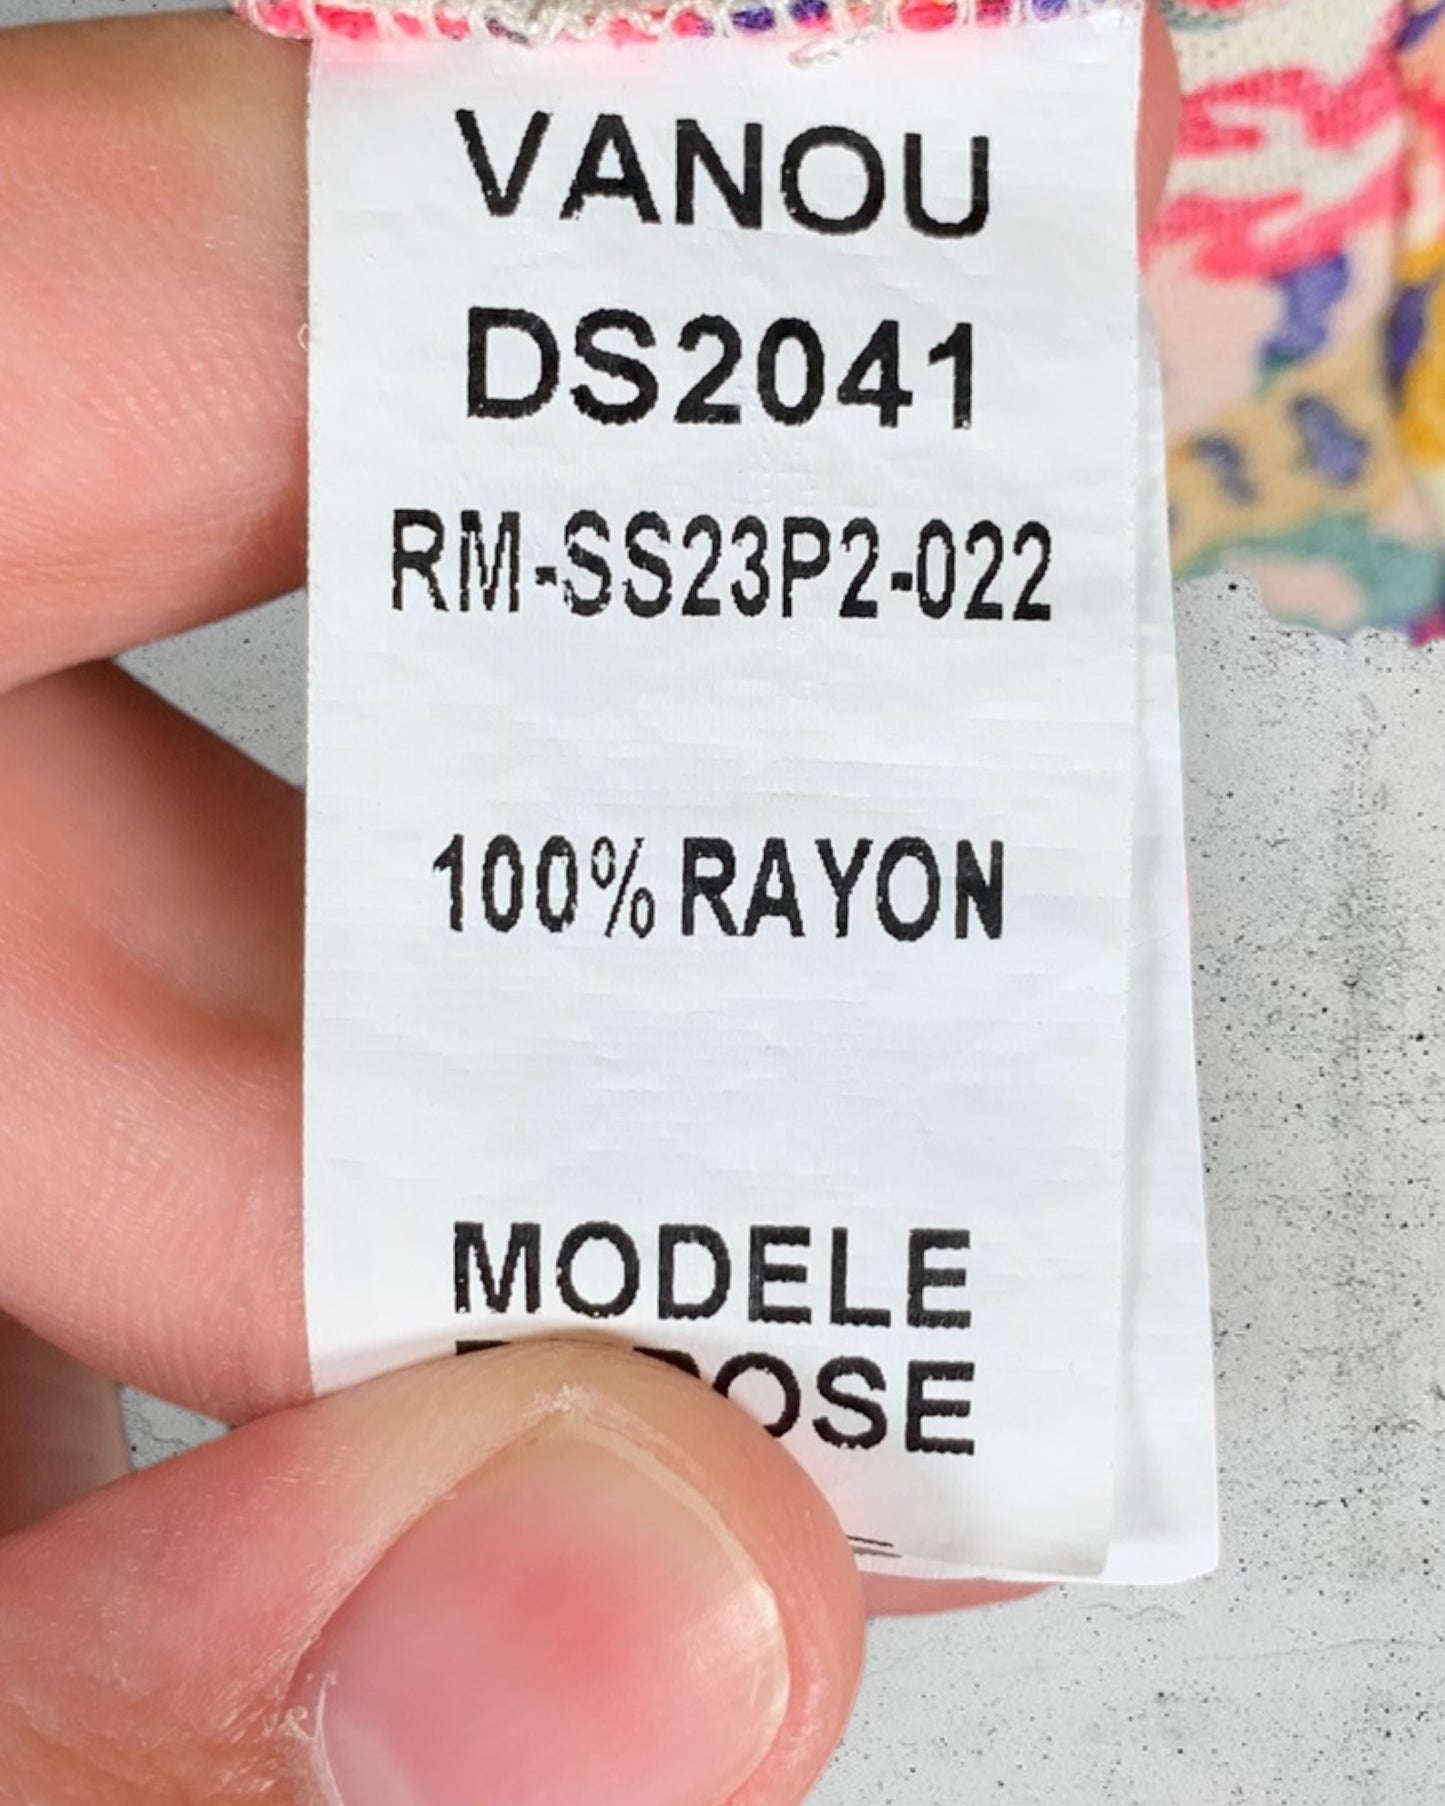 VANOU
DS2041
RM-SS23P2-022
100% RAYON
MODELE